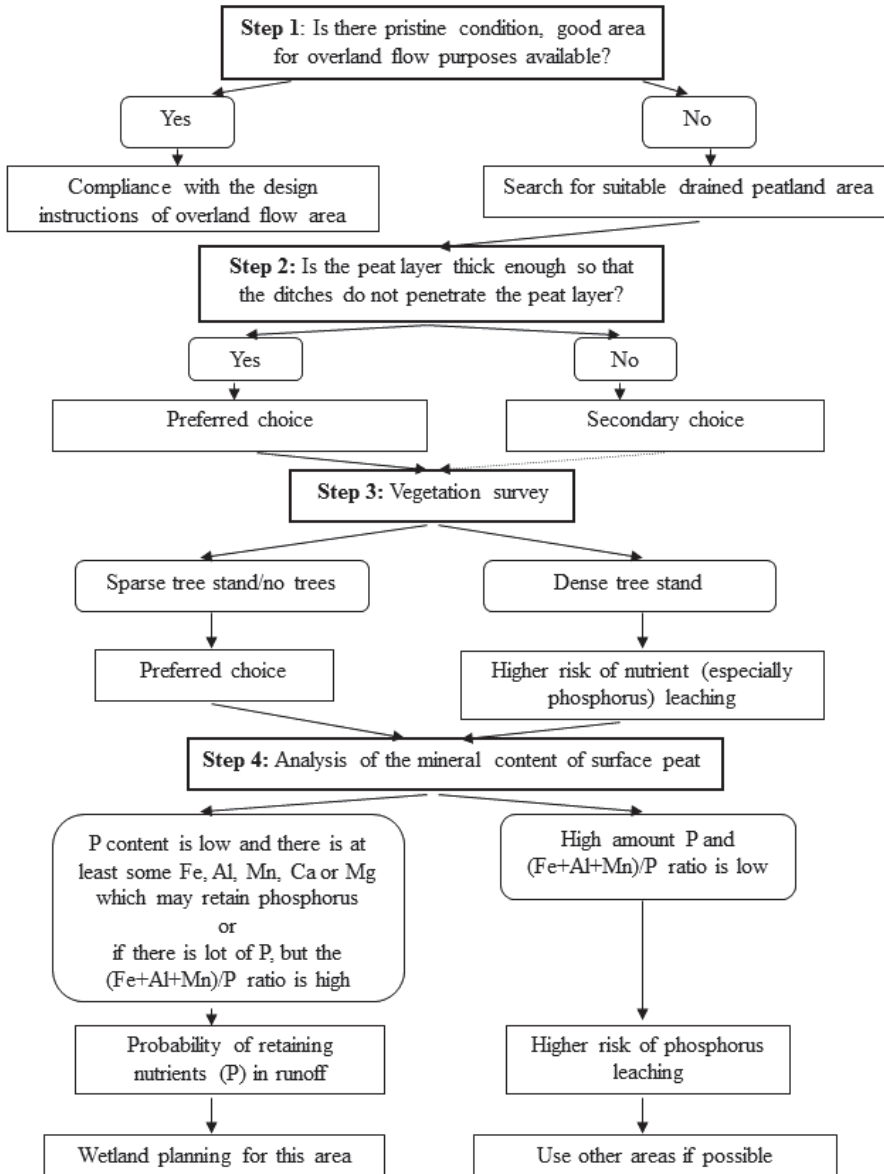 Step 1: Is there pristine condition, good area
for overland flow purposes available?
Yes
No
Compliance with the design
instructions of overland flow area
Search for suitable drained peatland area
Step 2: Is the peat layer thick enough so that
the ditches do not penetrate the peat layer?
Yes
No
Preferred choice
Secondary choice
Step 3: Vegetation survey
Sparse tree stand/no trees
Dense tree stand
Preferred choice
Higher risk of nutrient (especially
phosphorus) leaching
Step 4: Analysis of the mineral content of surface peat
P content is low and there is at
least some Fe, Al, Mn, Ca or Mg
which may retain phosphorus
or
if there is lot of P, but the
(Fe+Al+Mn)/P ratio is high
High amount P and
(Fe+Al+Mn)/P ratio is low
Probability of retaining
nutrients (P) in runoff
Higher risk of phosphorus
leaching
Wetland planning for this area
Use other areas if possible